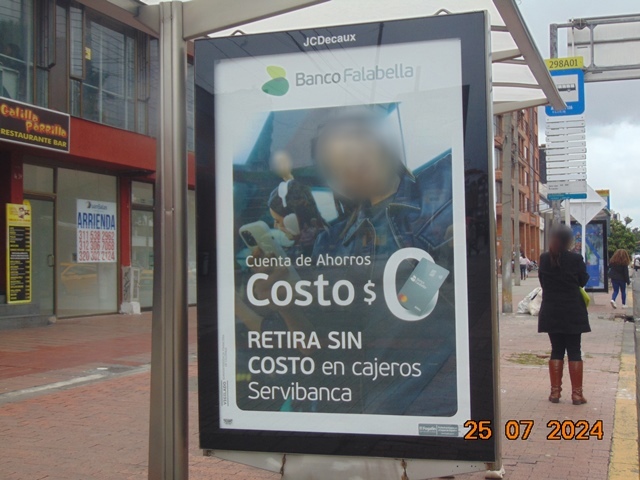 JCDecaux
Banco Falabella
Cuenta de Ahorros
Costo $0
RETIRA SIN
COSTO en cajeros
Servibanca
298A01
RESTAURANTE BAR
ARRIENDA
25 07 2024